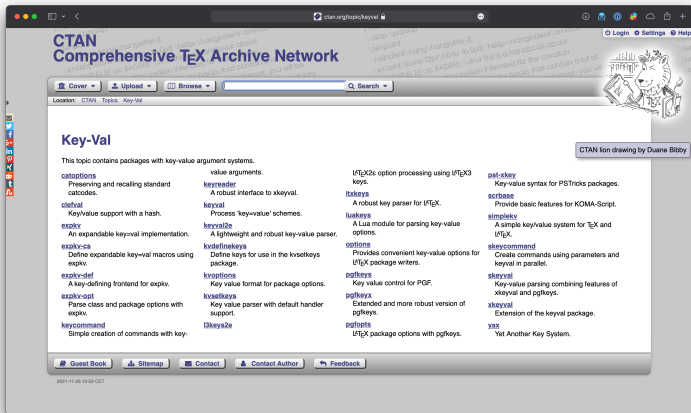 ctan.org/topic/keyval
CTAN
Comprehensive TEX Archive Network
Login Settings Help
Cover Upload Browse Search
Location: CTAN Topics Key-Val
CTAN lion drawing by Duane Bibby
Key-Val
This topic contains packages with key-value argument systems.
catoptions
Preserving and recalling standard
catcodes.
clefval
Key/value support with a hash.
expkv
An expandable key=val implementation.
expkv-cs
Define expandable key=val macros using
expkv.
expkv-def
A key-defining frontend for expkv.
expkv-opt
Parse class and package options with
expkv.
keycommand
Simple creation of commands with key-
value arguments.
keyreader
A robust interface to xkeyval.
keyval
Process 'key=value' schemes.
keyval2e
A lightweight and robust key-value parser.
kvdefinekeys
Define keys for use in the kvsetkeys
package.
kvoptions
Key value format for package options.
kvsetkeys
Key value parser with default handler
support.
l3keys2e
LATEX2ε option processing using LATEX3
keys.
ltxkeys
A robust key parser for LATEX.
luakeys
A Lua module for parsing key-value
options.
options
Provides convenient key-value options for
LATEX package writers.
pgfkeys
Key value control for PGF.
pgfkeyx
Extended and more robust version of
pgfkeys.
pgfopts
LATEX package options with pgfkeys.
pst-xkey
Key-value syntax for PSTricks packages.
scrbase
Provide basic features for KOMA-Script.
simplekv
A simple key/value system for TEX and
LATEX.
skeycommand
Create commands using parameters and
keyval in parallel.
skeyval
Key-value parsing combining features of
xkeyval and pgfkeys.
xkeyval
Extension of the keyval package.
yax
Yet Another Key System.
Guest Book Sitemap Contact Contact Author Feedback
2021-11-26 10:59 CET